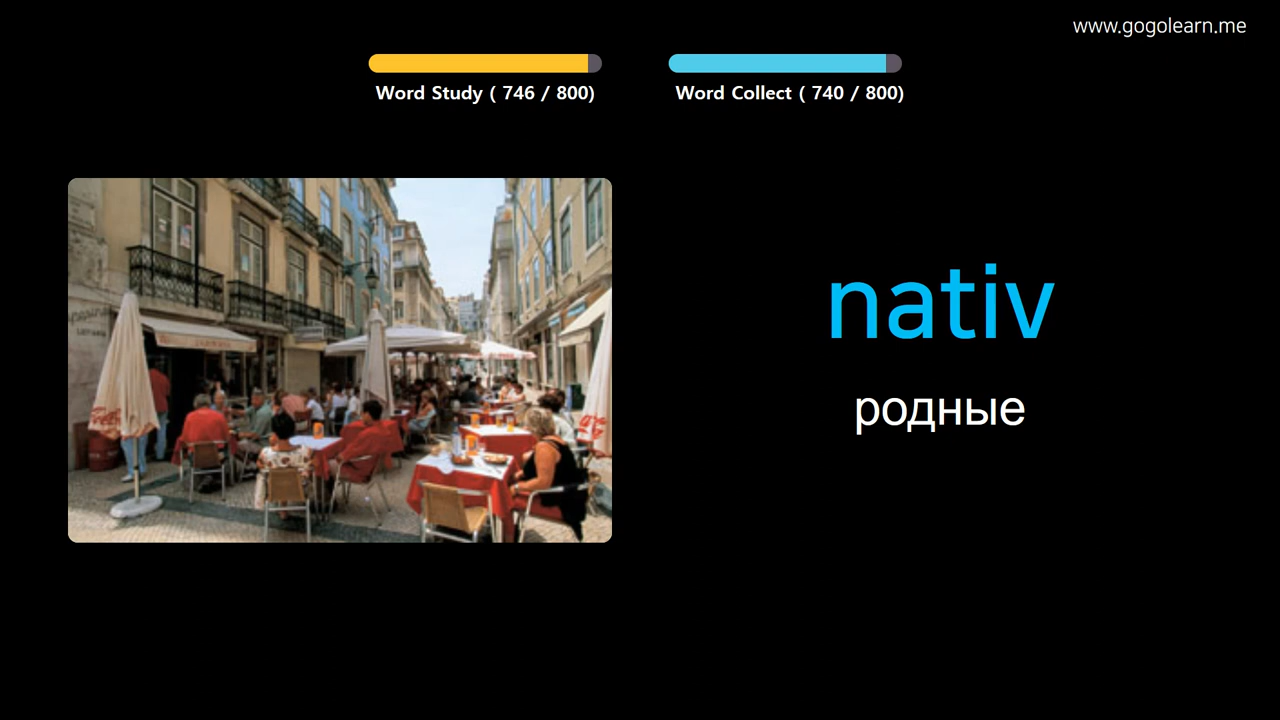 www.gogolearn.me
Word Study ( 746 / 800)
Word Collect ( 740 / 800)
nativ
родные